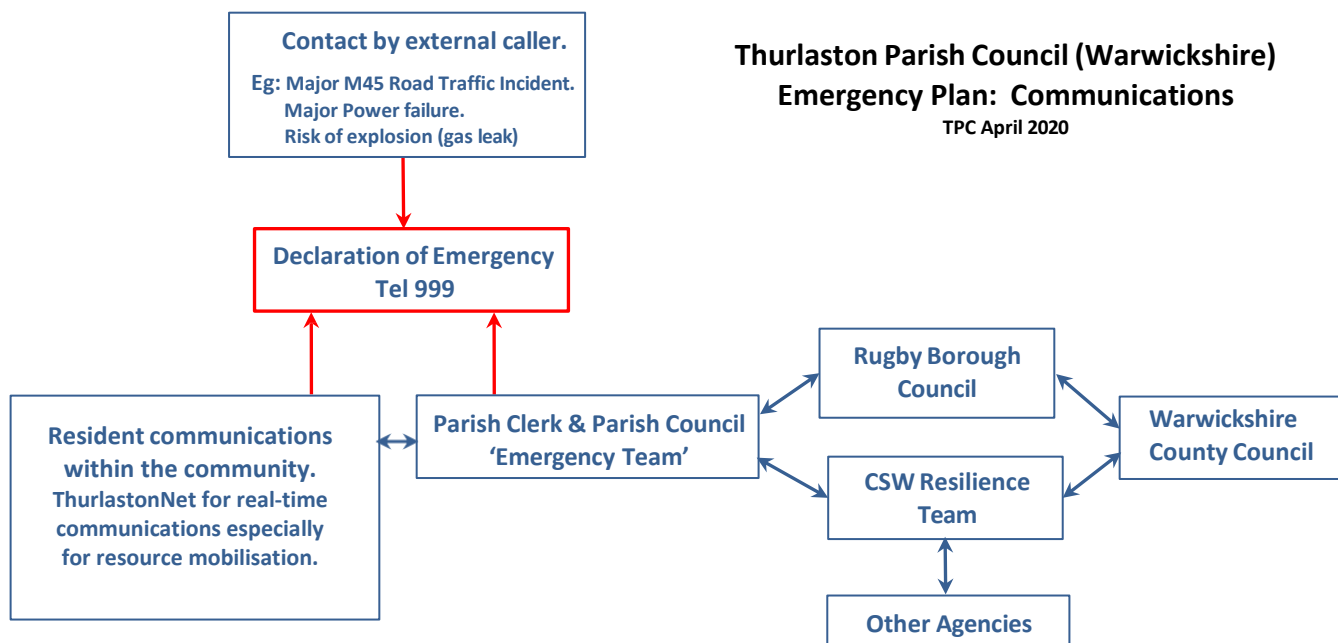 Contact by external caller.
Eg: Major M45 Road Traffic Incident.
Major Power failure.
Risk of explosion (gas leak)
Thurlaston Parish Council (Warwickshire)
Emergency Plan: Communications
TPC April 2020
Declaration of Emergency
Tel 999
Resident communications
within the community.
ThurlastonNet for real-time
communications especially
for resource mobilisation.
Parish Clerk & Parish Council
‘Emergency Team’
Rugby Borough
Council
CSW Resilience
Team
Warwickshire
County Council
Other Agencies